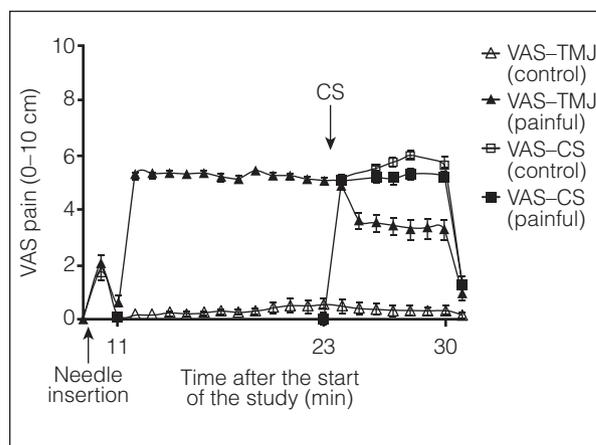 10
8
6
4
2
0
VAS pain (0–10 cm)
CS
11
23
30
Needle
insertion
Time after the start
of the study (min)
VAS–TMJ
(control)
VAS–TMJ
(painful)
VAS–CS
(control)
VAS–CS
(painful)